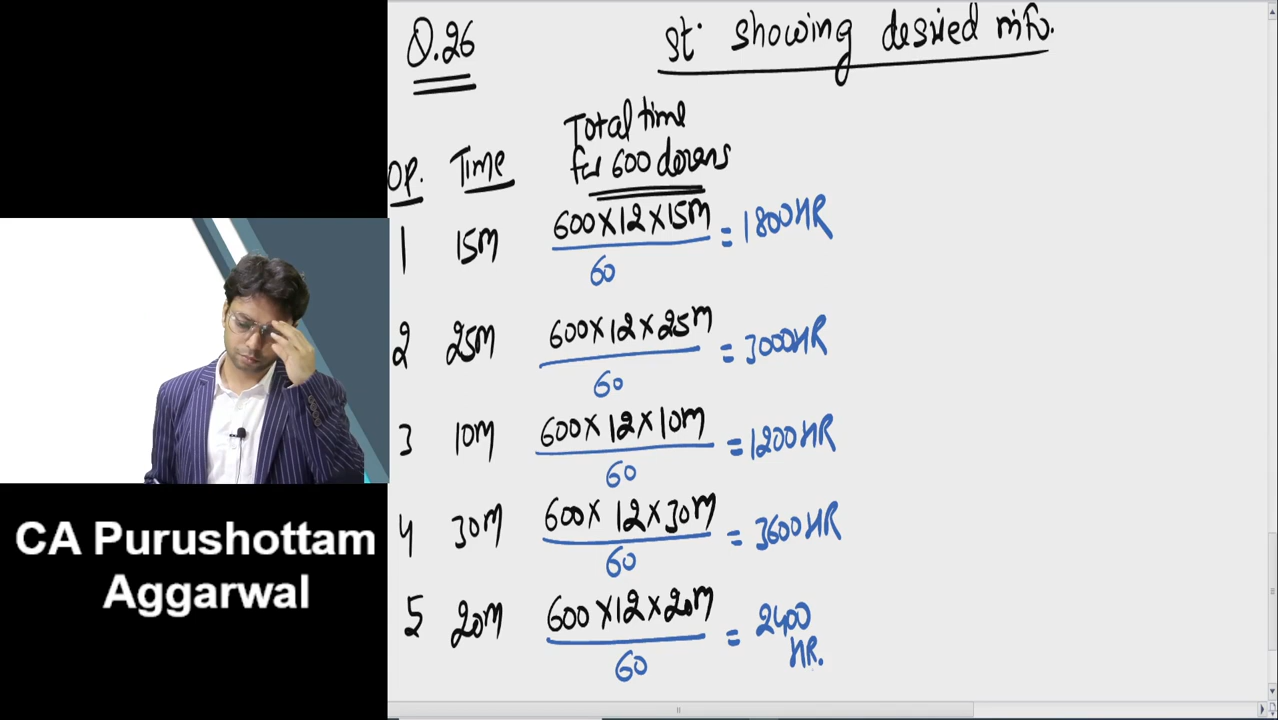 Q.26
St. showing desired info.
Op. Time Total time
for 600 dozens
1 15M 600×12×15M/60 = 1800HR
2 25M 600×12×25M/60 = 3000HR
3 10M 600×12×10M/60 = 1200HR
4 30M 600×12×30M/60 = 3600HR
5 20M 600×12×20M/60 = 2400
HR.
CA Purushottam
Aggarwal